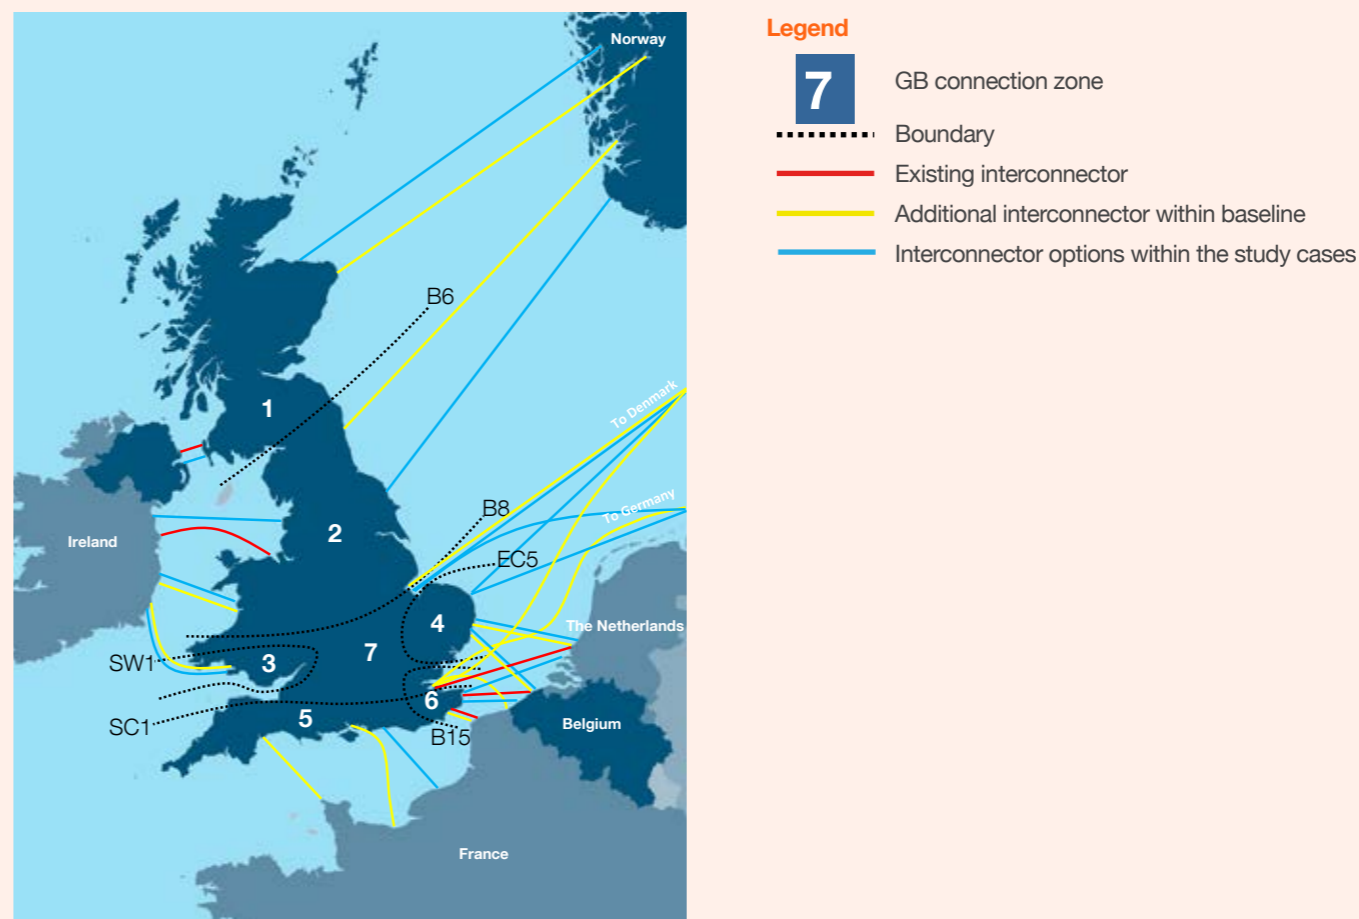 Norway
B6
1
To Denmark
B8
To Germany
2
Ireland
EC5
4
The Netherlands
7
SW1
3
6
5
SC1
Belgium
B15
France
Legend
7
GB connection zone
Boundary
Existing interconnector
Additional interconnector within baseline
Interconnector options within the study cases